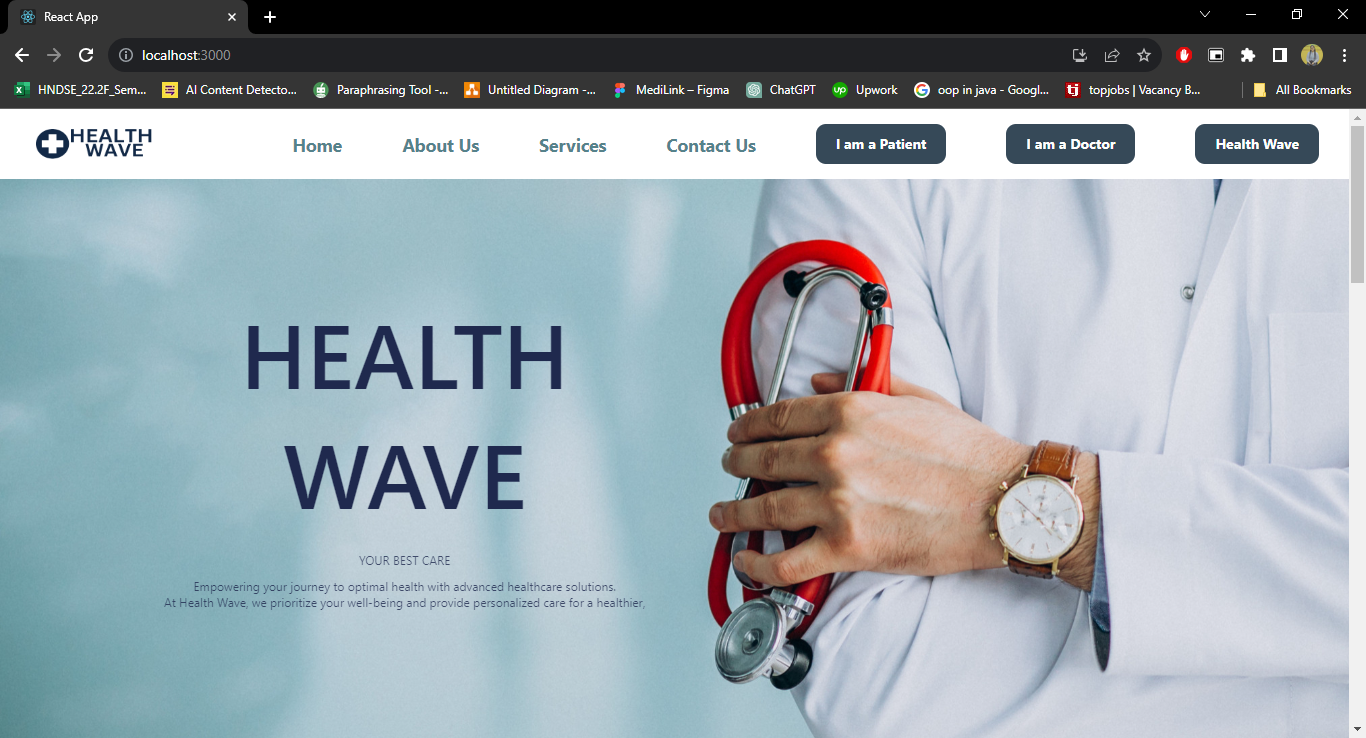 React App
localhost:3000
HNDSE_22.2F_Sem...
AI Content Detecto...
Paraphrasing Tool -...
Untitled Diagram -...
MediLink – Figma
ChatGPT
up
Upwork
oop in java - Googl...
tj
topjobs | Vacancy B...
All Bookmarks
HEALTH
WAVE
Home
About Us
Services
Contact Us
I am a Patient
I am a Doctor
Health Wave
HEALTH
WAVE
YOUR BEST CARE
Empowering your journey to optimal health with advanced healthcare solutions.
At Health Wave, we prioritize your well-being and provide personalized care for a healthier,